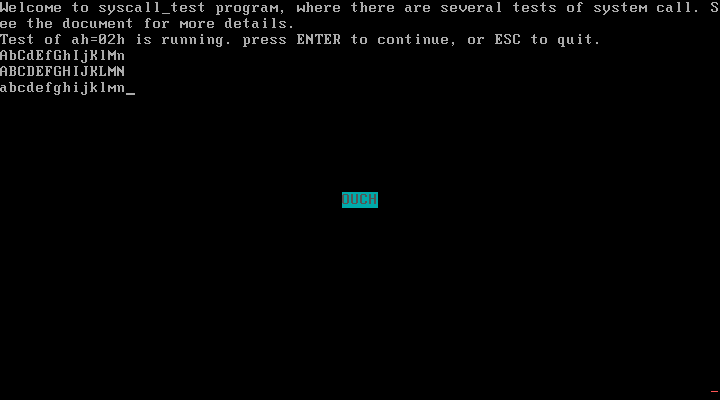 Welcome to syscall_test program, where there are several tests of system call. S
ee the document for more details.
Test of ah=02h is running. press ENTER to continue, or ESC to quit.
AbCdEfGhIjKlMn
ABCDEFGHIJKLMN
abcdefghijklmn_
OUCH